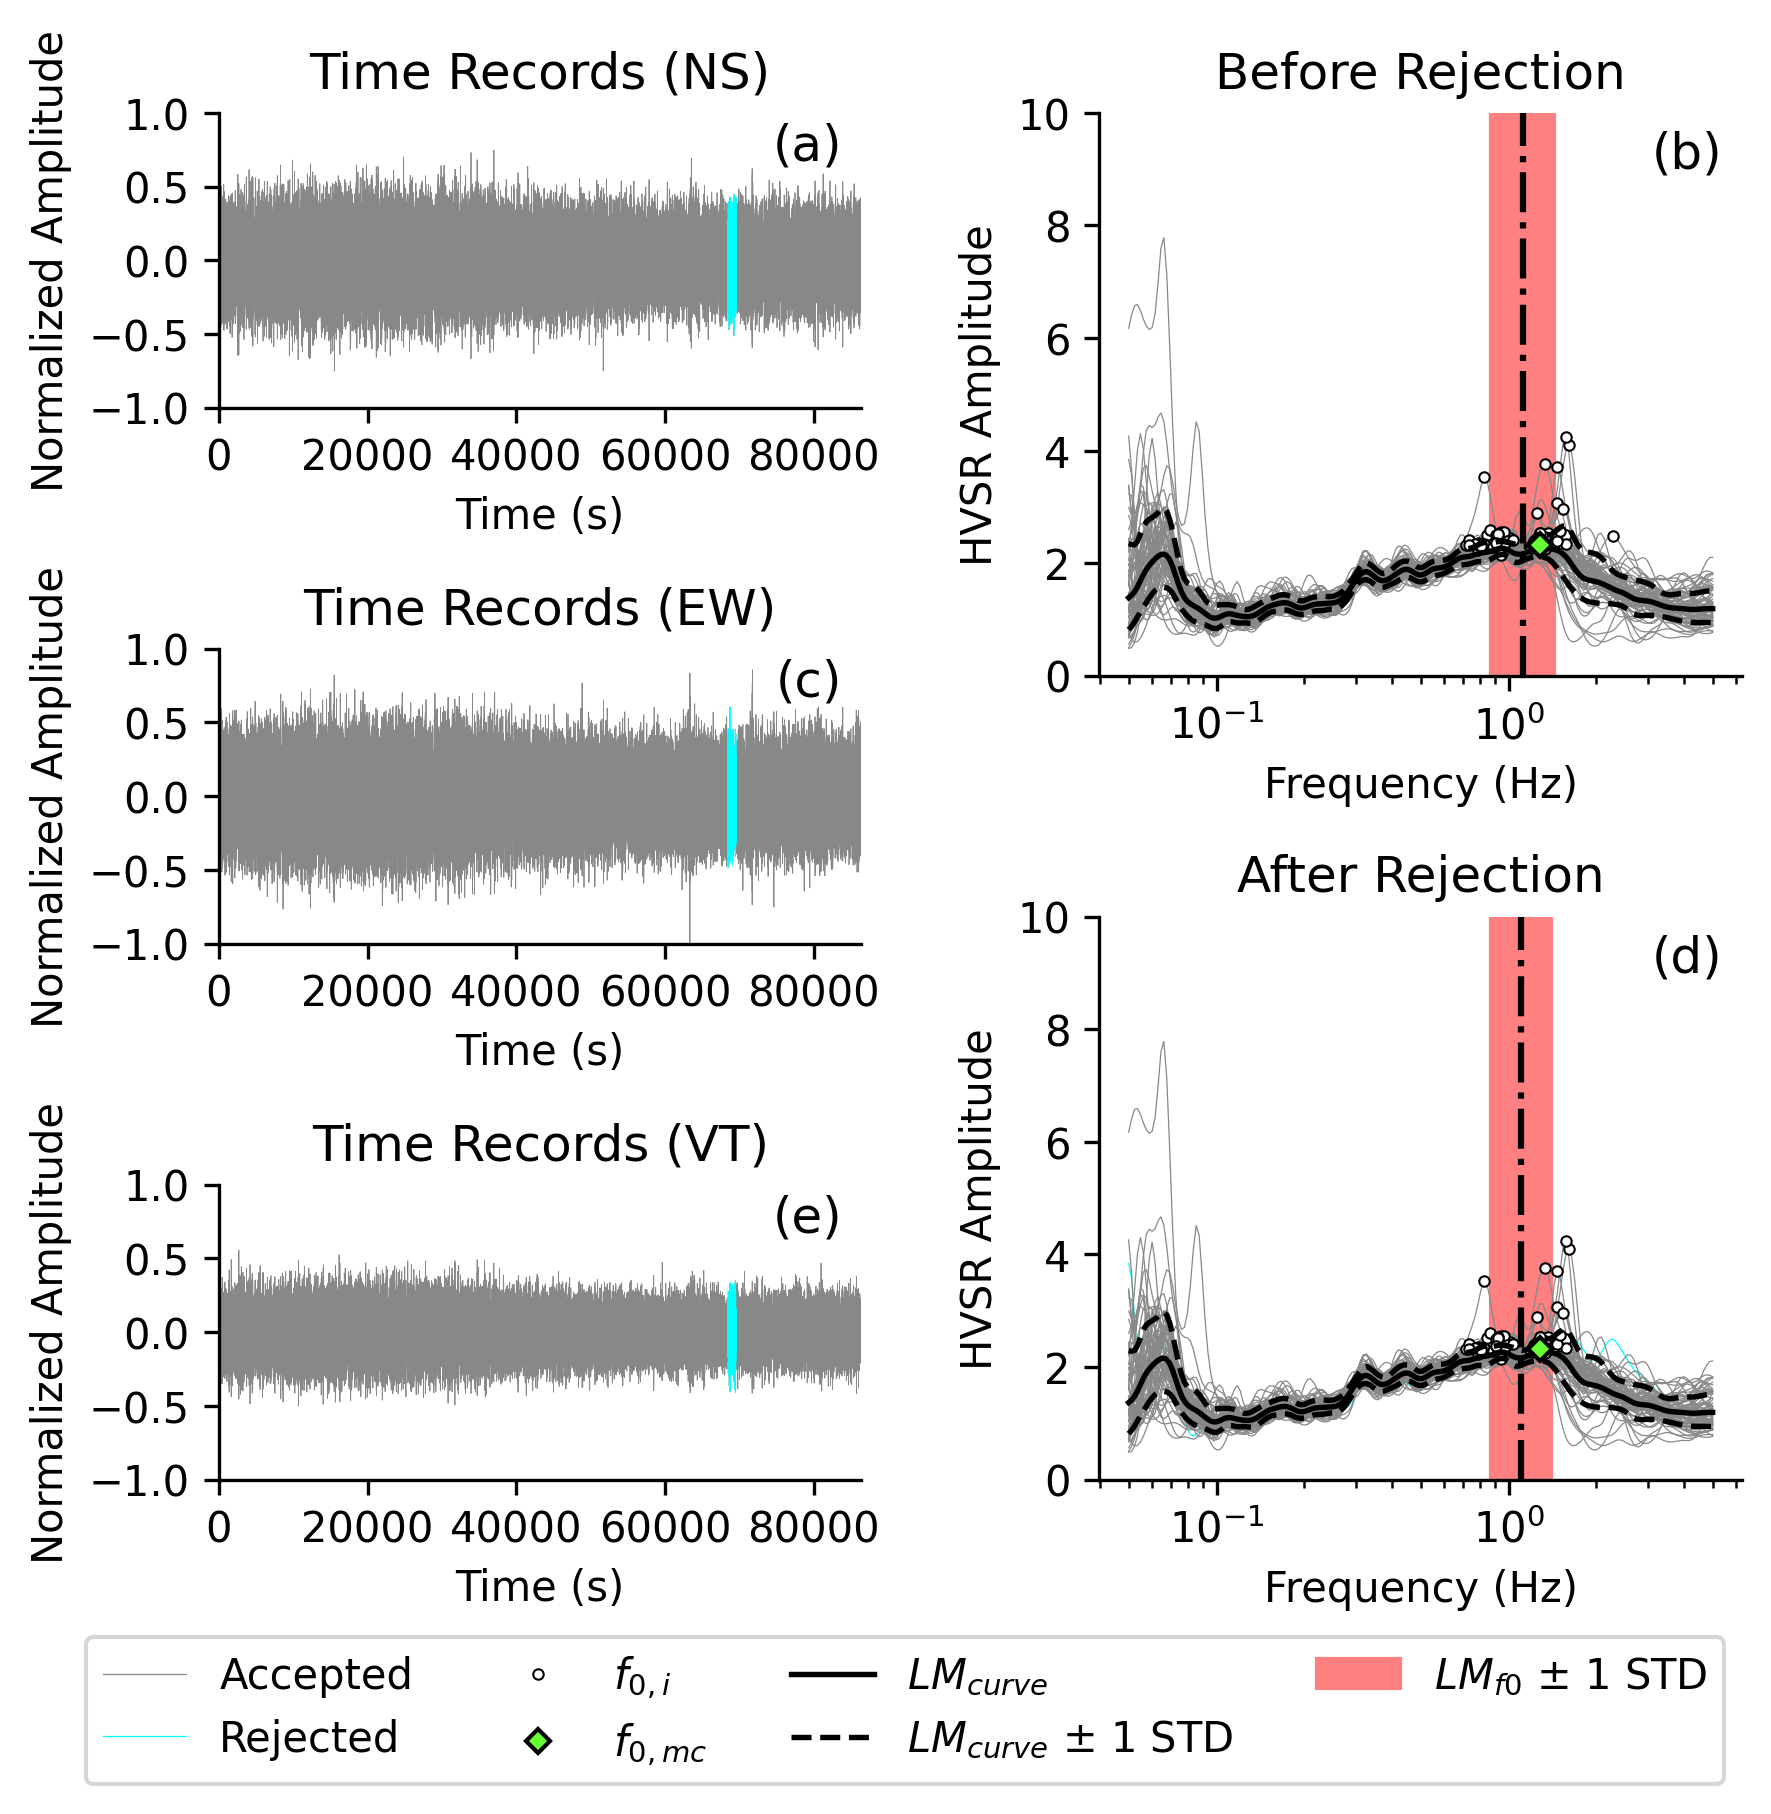 Time Records (NS)
Normalized Amplitude
1.0
0.5
0.0
−0.5
−1.0
(a)
0 20000 40000 60000 80000
Time (s)
Before Rejection
HVSR Amplitude
10
8
6
4
2
0
(b)
10⁻¹ 10⁰
Frequency (Hz)
Time Records (EW)
Normalized Amplitude
1.0
0.5
0.0
−0.5
−1.0
(c)
0 20000 40000 60000 80000
Time (s)
After Rejection
HVSR Amplitude
10
8
6
4
2
0
(d)
10⁻¹ 10⁰
Frequency (Hz)
Time Records (VT)
Normalized Amplitude
1.0
0.5
0.0
−0.5
−1.0
(e)
0 20000 40000 60000 80000
Time (s)
Accepted
Rejected
f0,i
f0,mc
LMcurve
LMcurve ± 1 STD
LMf0 ± 1 STD